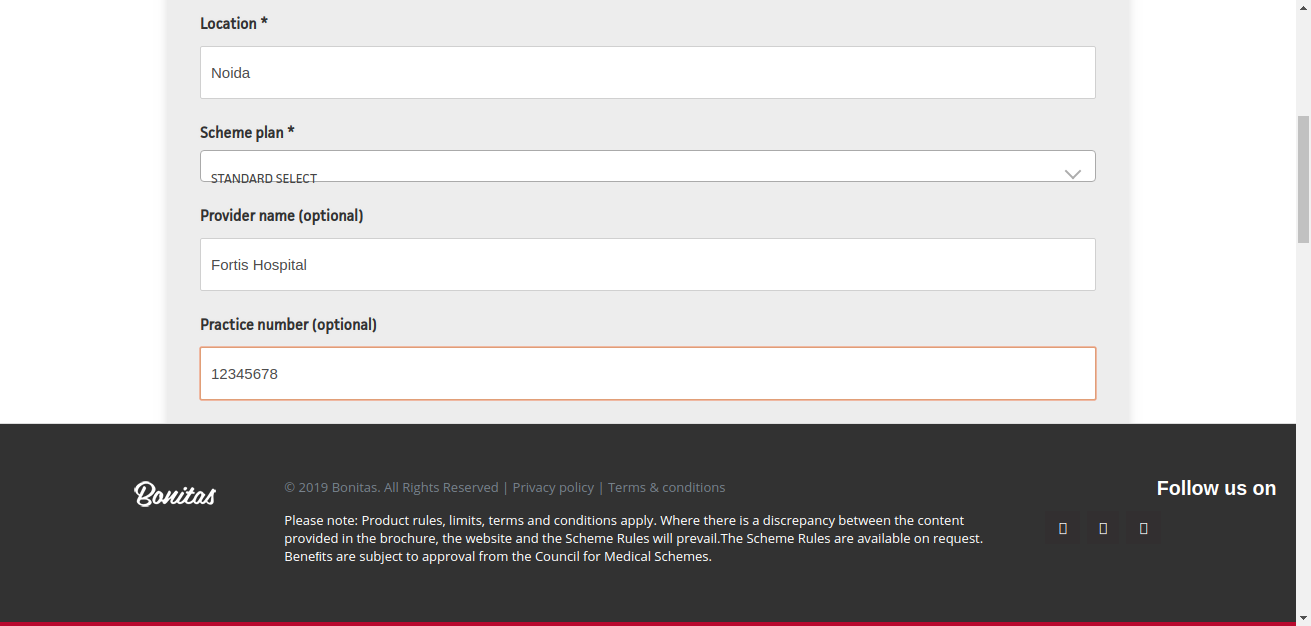 Location *
Noida
Scheme plan *
STANDARD SELECT
Provider name (optional)
Fortis Hospital
Practice number (optional)
12345678
Bonitas
© 2019 Bonitas. All Rights Reserved | Privacy policy | Terms & conditions
Please note: Product rules, limits, terms and conditions apply. Where there is a discrepancy between the content
provided in the brochure, the website and the Scheme Rules will prevail.The Scheme Rules are available on request.
Benefits are subject to approval from the Council for Medical Schemes.
Follow us on